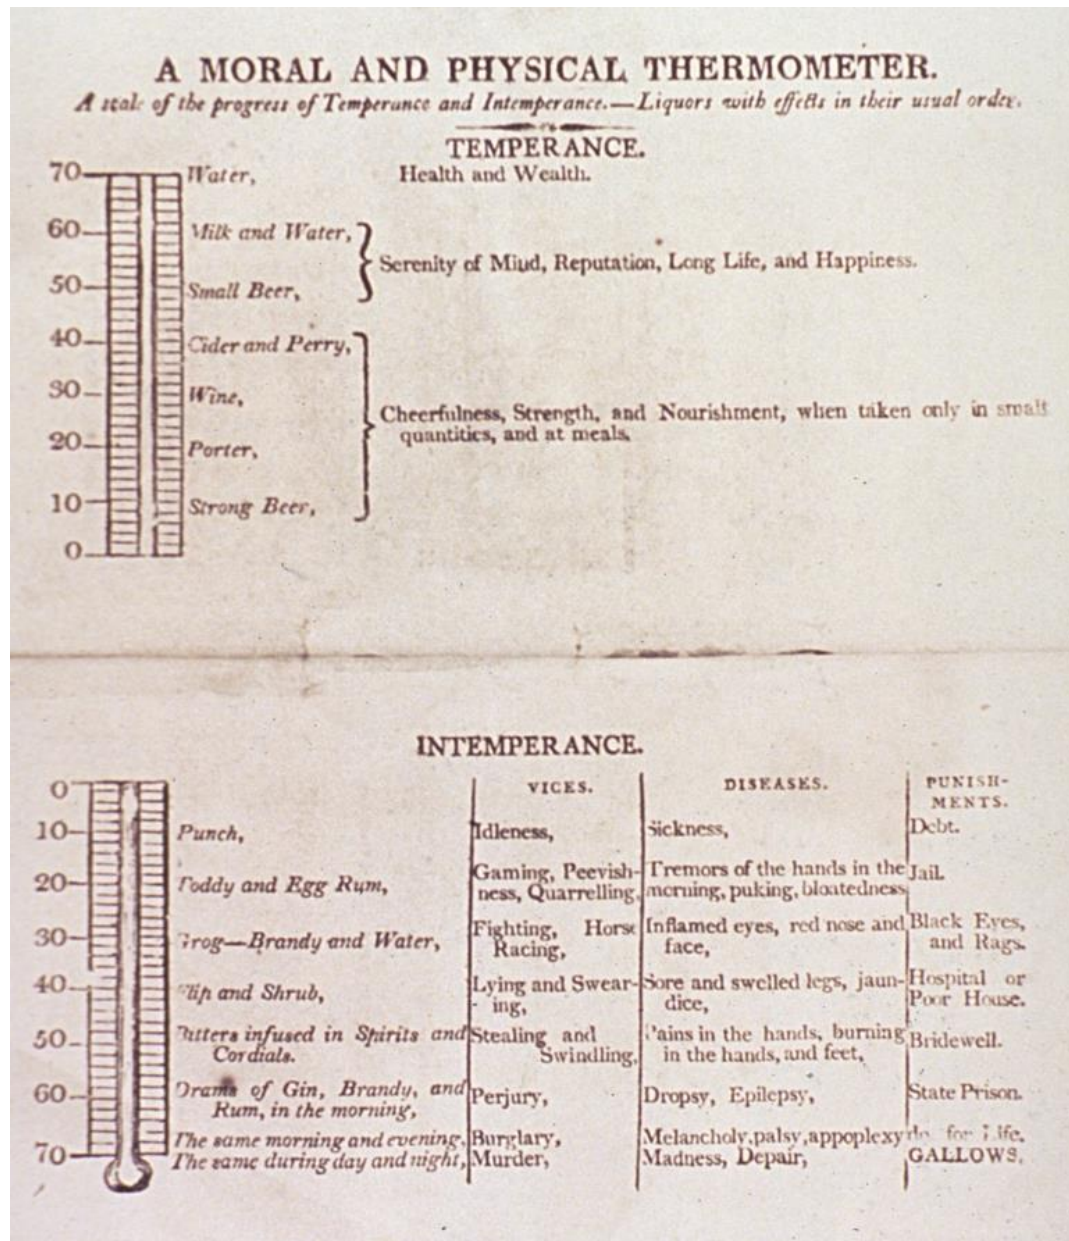 A MORAL AND PHYSICAL THERMOMETER.
A scale of the progress of Temperance and Intemperance.—Liquors with effects in their usual order.
TEMPERANCE.
70 Water, Health and Wealth.
60 Milk and Water,
Serenity of Mind, Reputation, Long Life, and Happiness.
50 Small Beer,
40 Cider and Perry,
30 Wine,
Cheerfulness, Strength, and Nourishment, when taken only in small
quantities, and at meals.
20 Porter,
10 Strong Beer,
0
INTEMPERANCE.
0 VICES. DISEASES. PUNISH-
MENTS.
10 Punch, Idleness, Sickness, Debt.
Gaming, Peevish- Tremors of the hands in the Jail.
20 Toddy and Egg Rum, ness, Quarrelling, morning, puking, bloatedness
Fighting, Horse Inflamed eyes, red nose and Black Eyes,
30 Grog—Brandy and Water, Racing, face, and Rags.
40 Flip and Shrub, Lying and Swear- Sore and swelled legs, jaun- Hospital or
ing, dice, Poor House.
50 Bitters infused in Spirits and Stealing and Pains in the hands, burning Bridewell.
Cordials. Swindling, in the hands, and feet,
60 Drams of Gin, Brandy, and Perjury, Dropsy, Epilepsy, State Prison.
Rum, in the morning,
The same morning and evening, Burglary, Melancholy, palsy, appoplexy do. for Life.
70 The same during day and night, Murder, Madness, Depair, GALLOWS.